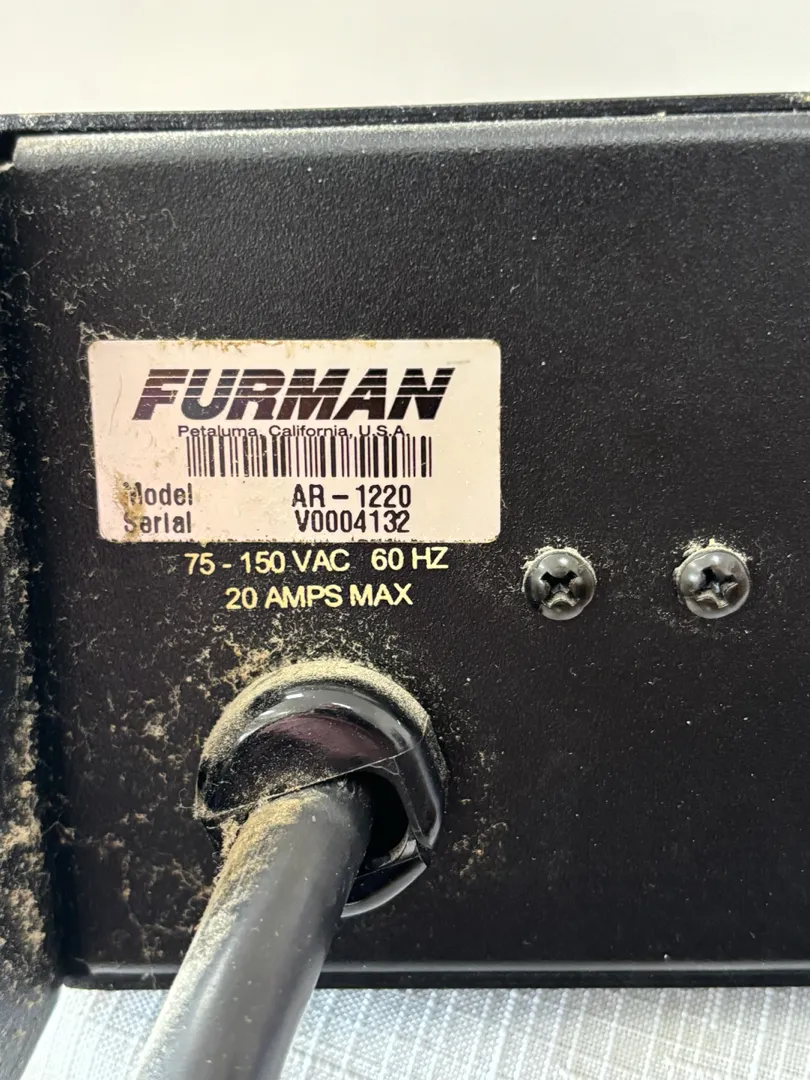 FURMAN
Petaluma, California, U.S.A.
Model AR-1220
Serial V0004132
75 - 150 VAC 60 HZ
20 AMPS MAX